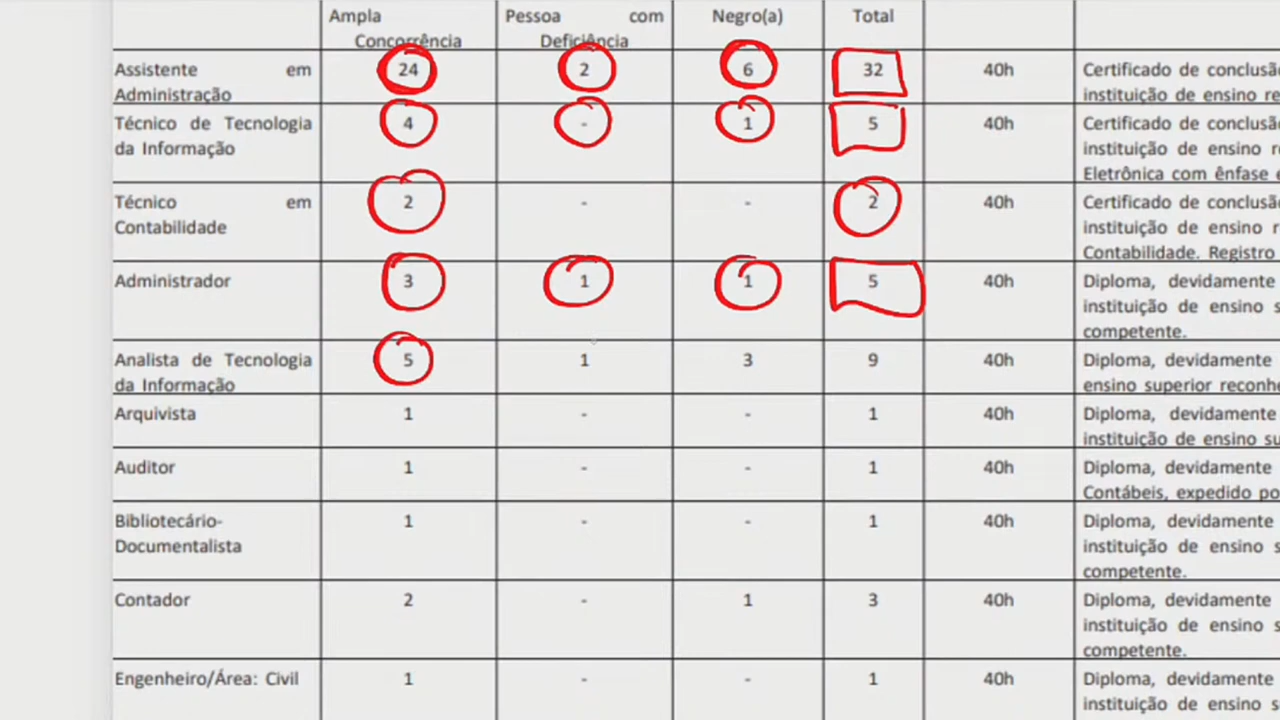 Ampla Concorrência Pessoa com Deficiência Negro(a) Total
Assistente em Administração 24 2 6 32 40h Certificado de conclusã
instituição de ensino re
Técnico de Tecnologia da Informação 4 - 1 5 40h Certificado de conclusã
instituição de ensino r
Eletrônica com ênfase e
Técnico em Contabilidade 2 - - 2 40h Certificado de conclusã
instituição de ensino r
Contabilidade. Registro
Administrador 3 1 1 5 40h Diploma, devidamente
instituição de ensino s
competente.
Analista de Tecnologia da Informação 5 1 3 9 40h Diploma, devidamente
ensino superior reconhe
Arquivista 1 - - 1 40h Diploma, devidamente
instituição de ensino su
Auditor 1 - - 1 40h Diploma, devidamente
Contábeis, expedido po
Bibliotecário-Documentalista 1 - - 1 40h Diploma, devidamente
instituição de ensino s
competente.
Contador 2 - 1 3 40h Diploma, devidamente
instituição de ensino s
competente.
Engenheiro/Área: Civil 1 - - 1 40h Diploma, devidamente
instituição de ensino s